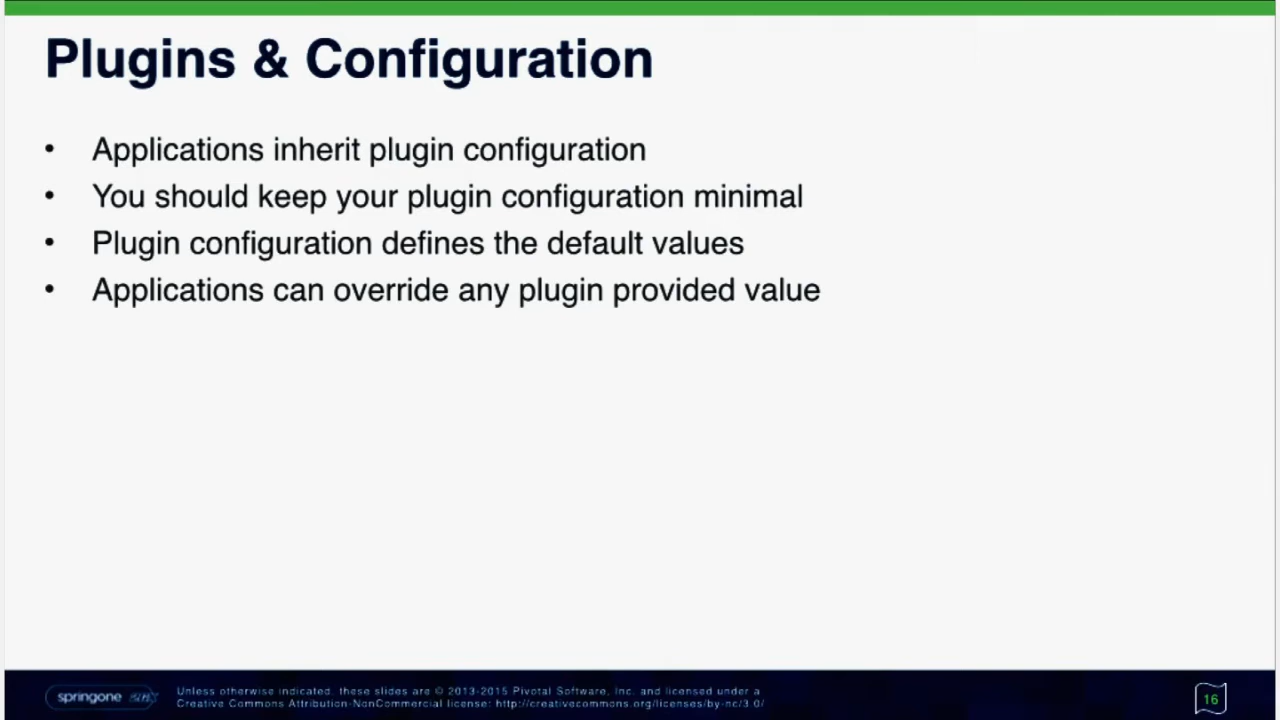 Plugins & Configuration
• Applications inherit plugin configuration
• You should keep your plugin configuration minimal
• Plugin configuration defines the default values
• Applications can override any plugin provided value
springone
Unless otherwise indicated, these slides are © 2013-2015 Pivotal Software, Inc. and licensed under a
Creative Commons Attribution-NonCommercial license: http://creativecommons.org/licenses/by-nc/3.0/
16